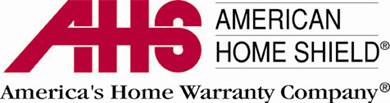 AHS AMERICAN
HOME SHIELD®
America's Home Warranty Company®